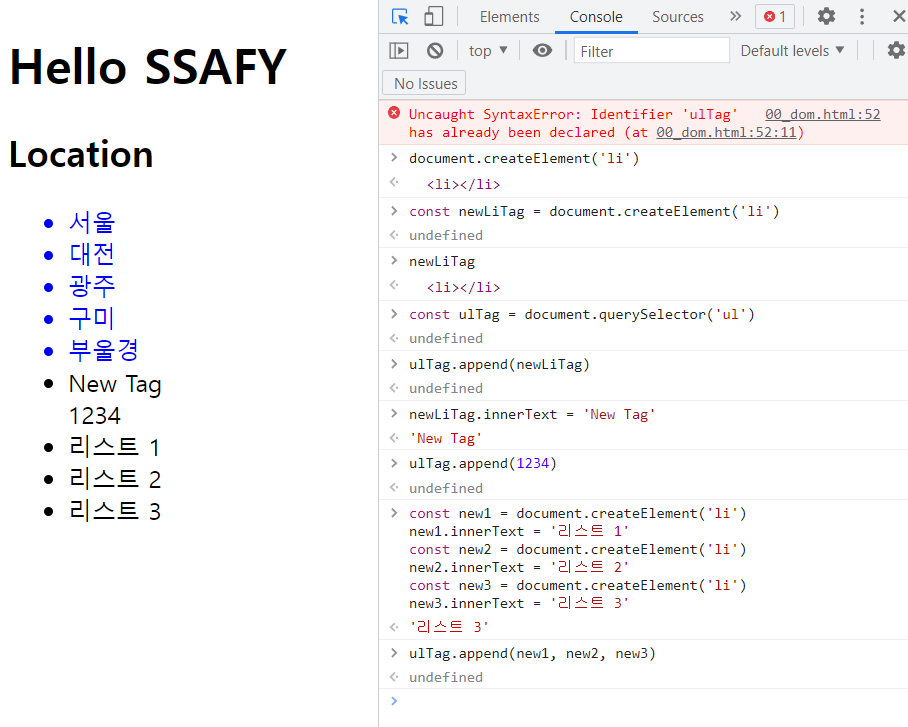 Hello SSAFY
Location
서울
대전
광주
구미
부울경
New Tag
1234
리스트 1
리스트 2
리스트 3
Elements Console Sources 1
top Filter Default levels
No Issues
Uncaught SyntaxError: Identifier 'ulTag' 00_dom.html:52
has already been declared (at 00_dom.html:52:11)
document.createElement('li')
<li></li>
const newLiTag = document.createElement('li')
undefined
newLiTag
<li></li>
const ulTag = document.querySelector('ul')
undefined
ulTag.append(newLiTag)
undefined
newLiTag.innerText = 'New Tag'
'New Tag'
ulTag.append(1234)
undefined
const new1 = document.createElement('li')
new1.innerText = '리스트 1'
const new2 = document.createElement('li')
new2.innerText = '리스트 2'
const new3 = document.createElement('li')
new3.innerText = '리스트 3'
'리스트 3'
ulTag.append(new1, new2, new3)
undefined